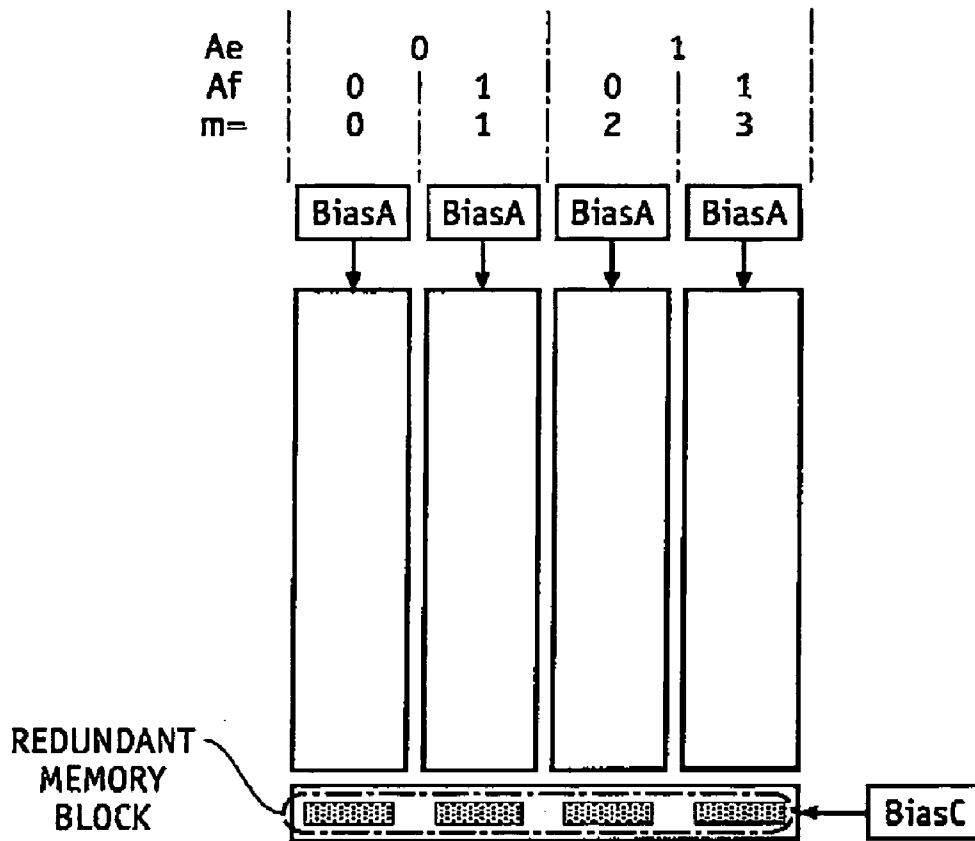 Ae 0 1
Af 0 1 0 1
m= 0 1 2 3
BiasA BiasA BiasA BiasA
REDUNDANT
MEMORY
BLOCK
BiasC